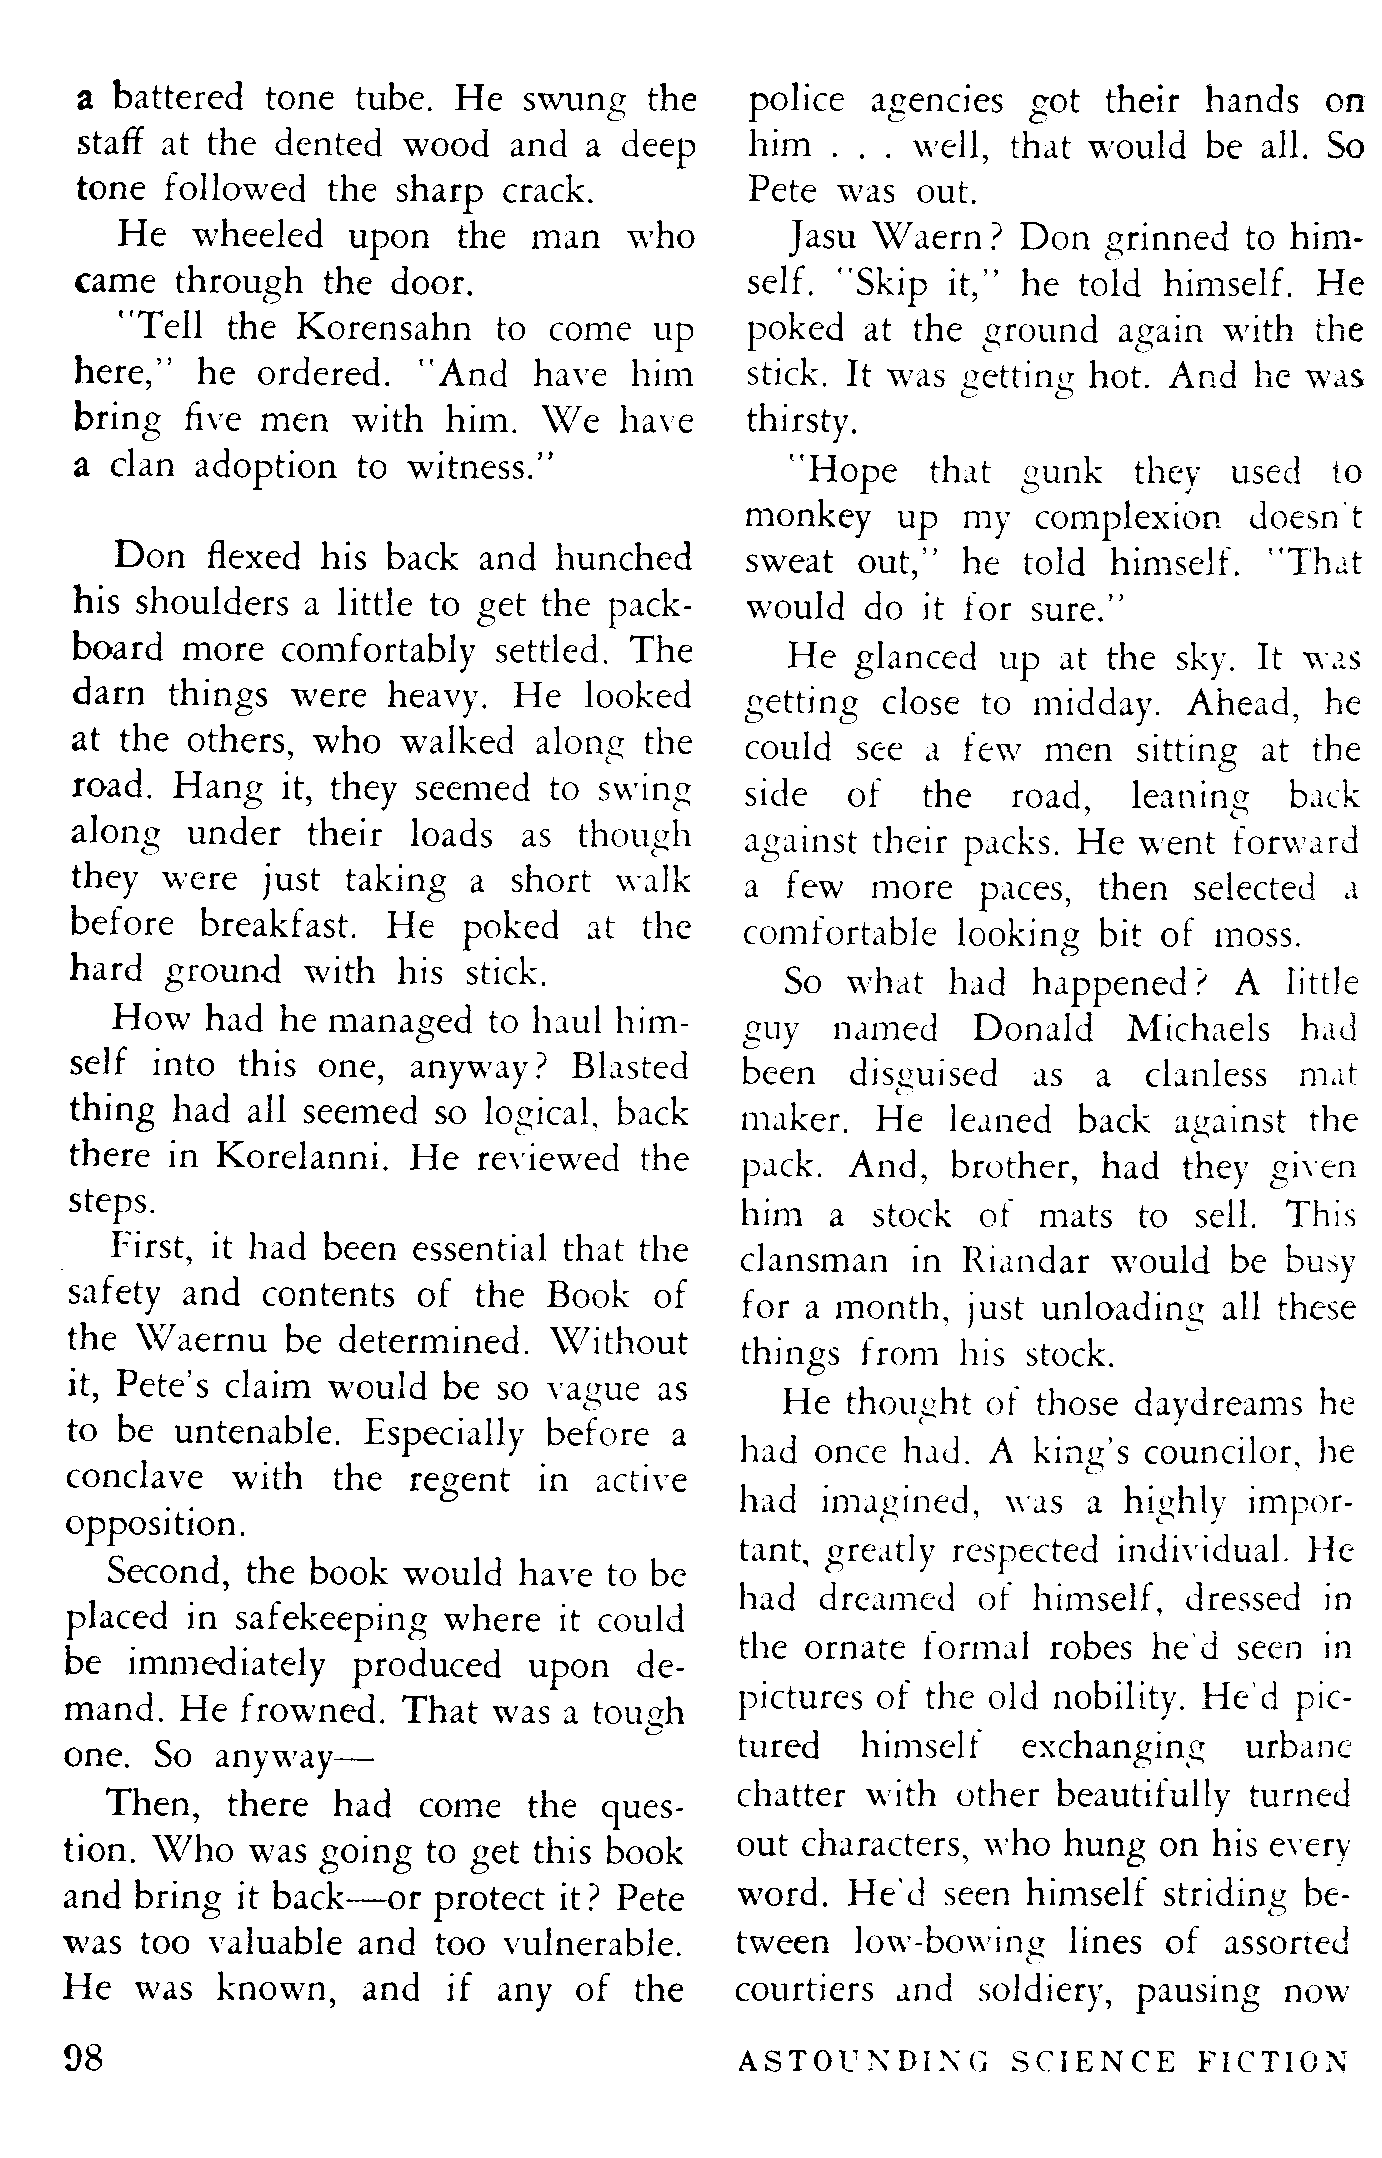 a battered tone tube. He swung the
staff at the dented wood and a deep
tone followed the sharp crack.
He wheeled upon the man who
came through the door.
"Tell the Korensahn to come up
here," he ordered. "And have him
bring five men with him. We have
a clan adoption to witness."
Don flexed his back and hunched
his shoulders a little to get the pack-
board more comfortably settled. The
darn things were heavy. He looked
at the others, who walked along the
road. Hang it, they seemed to swing
along under their loads as though
they were just taking a short walk
before breakfast. He poked at the
hard ground with his stick.
How had he managed to haul him-
self into this one, anyway? Blasted
thing had all seemed so logical, back
there in Korelanni. He reviewed the
steps.
First, it had been essential that the
safety and contents of the Book of
the Waernu be determined. Without
it, Pete's claim would be so vague as
to be untenable. Especially before a
conclave with the regent in active
opposition.
Second, the book would have to be
placed in safekeeping where it could
be immediately produced upon de-
mand. He frowned. That was a tough
one. So anyway—
Then, there had come the ques-
tion. Who was going to get this book
and bring it back—or protect it? Pete
was too valuable and too vulnerable.
He was known, and if any of the
police agencies got their hands on
him . . . well, that would be all. So
Pete was out.
Jasu Waern? Don grinned to him-
self. "Skip it," he told himself. He
poked at the ground again with the
stick. It was getting hot. And he was
thirsty.
"Hope that gunk they used to
monkey up my complexion doesn't
sweat out," he told himself. "That
would do it for sure."
He glanced up at the sky. It was
getting close to midday. Ahead, he
could see a few men sitting at the
side of the road, leaning back
against their packs. He went forward
a few more paces, then selected a
comfortable looking bit of moss.
So what had happened? A little
guy named Donald Michaels had
been disguised as a clanless mat
maker. He leaned back against the
pack. And, brother, had they given
him a stock of mats to sell. This
clansman in Riandar would be busy
for a month, just unloading all these
things from his stock.
He thought of those daydreams he
had once had. A king's councilor, he
had imagined, was a highly impor-
tant, greatly respected individual. He
had dreamed of himself, dressed in
the ornate formal robes he'd seen in
pictures of the old nobility. He'd pic-
tured himself exchanging urbane
chatter with other beautifully turned
out characters, who hung on his every
word. He'd seen himself striding be-
tween low-bowing lines of assorted
courtiers and soldiery, pausing now
98
ASTOUNDING SCIENCE FICTION